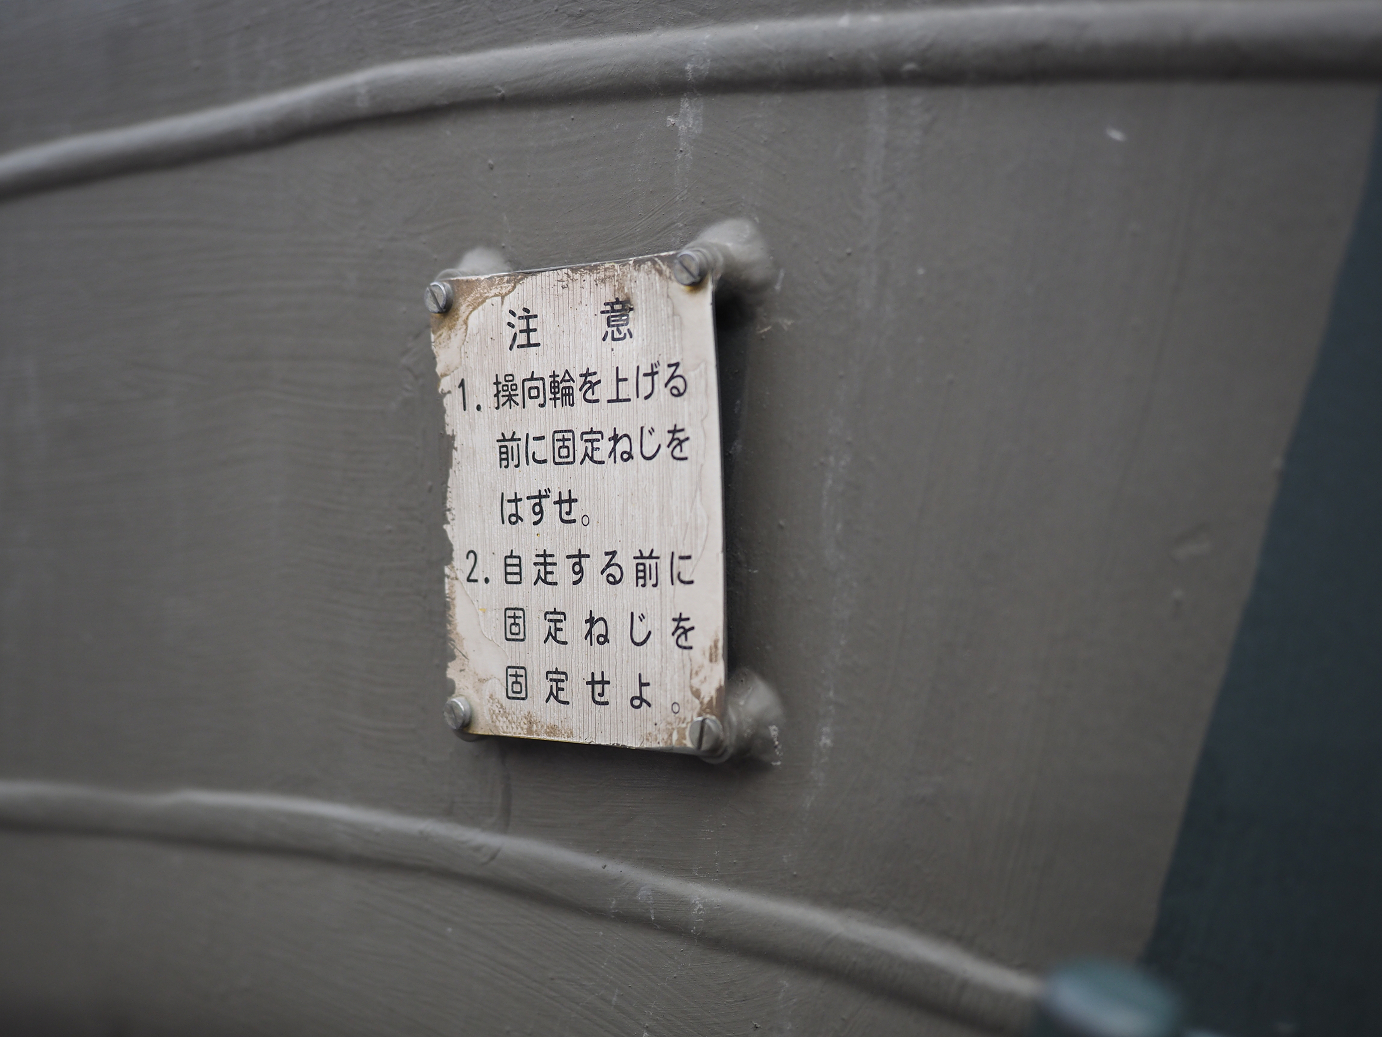 注 意
1. 操向輪を上げる
前に固定ねじを
はずせ。
2. 自走する前に
固定ねじを
固定せよ。